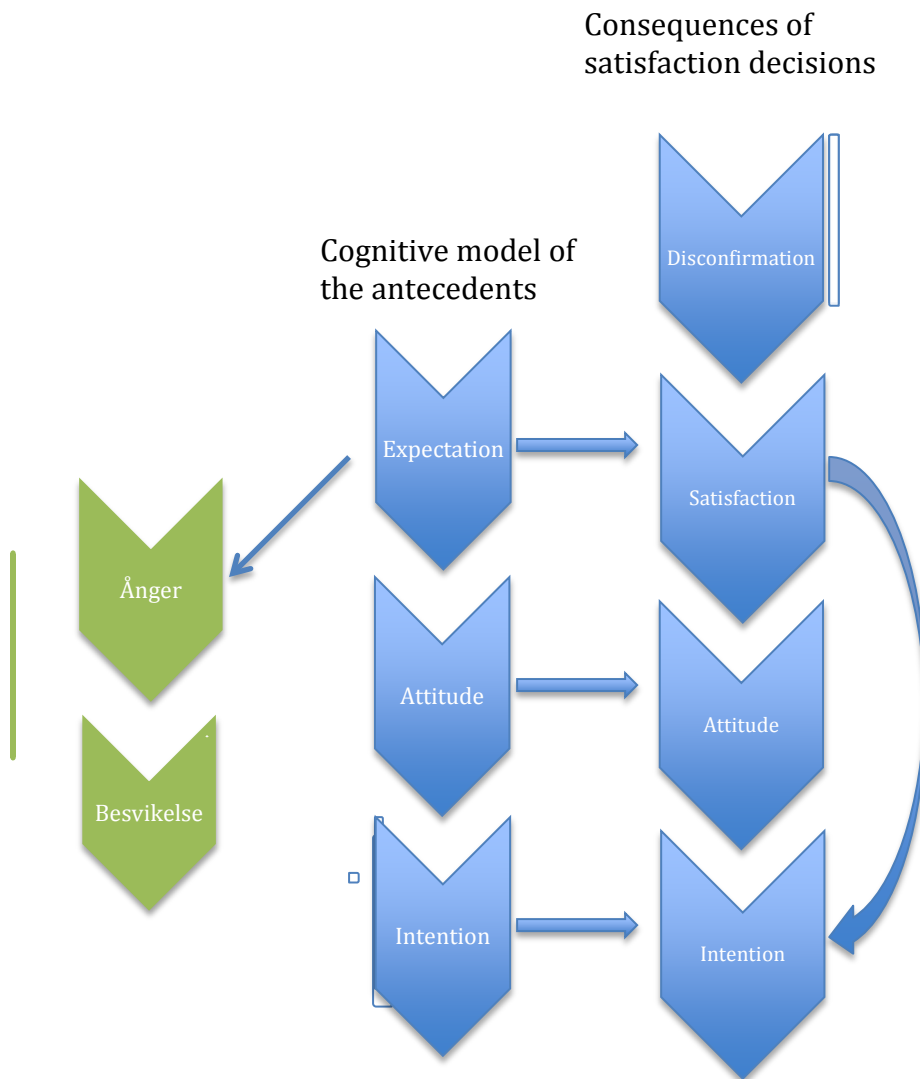 Consequences of
satisfaction decisions
Disconfirmation
Cognitive model of
the antecedents
Expectation
Satisfaction
Ånger
Attitude
Attitude
Besvikelse
Intention
Intention